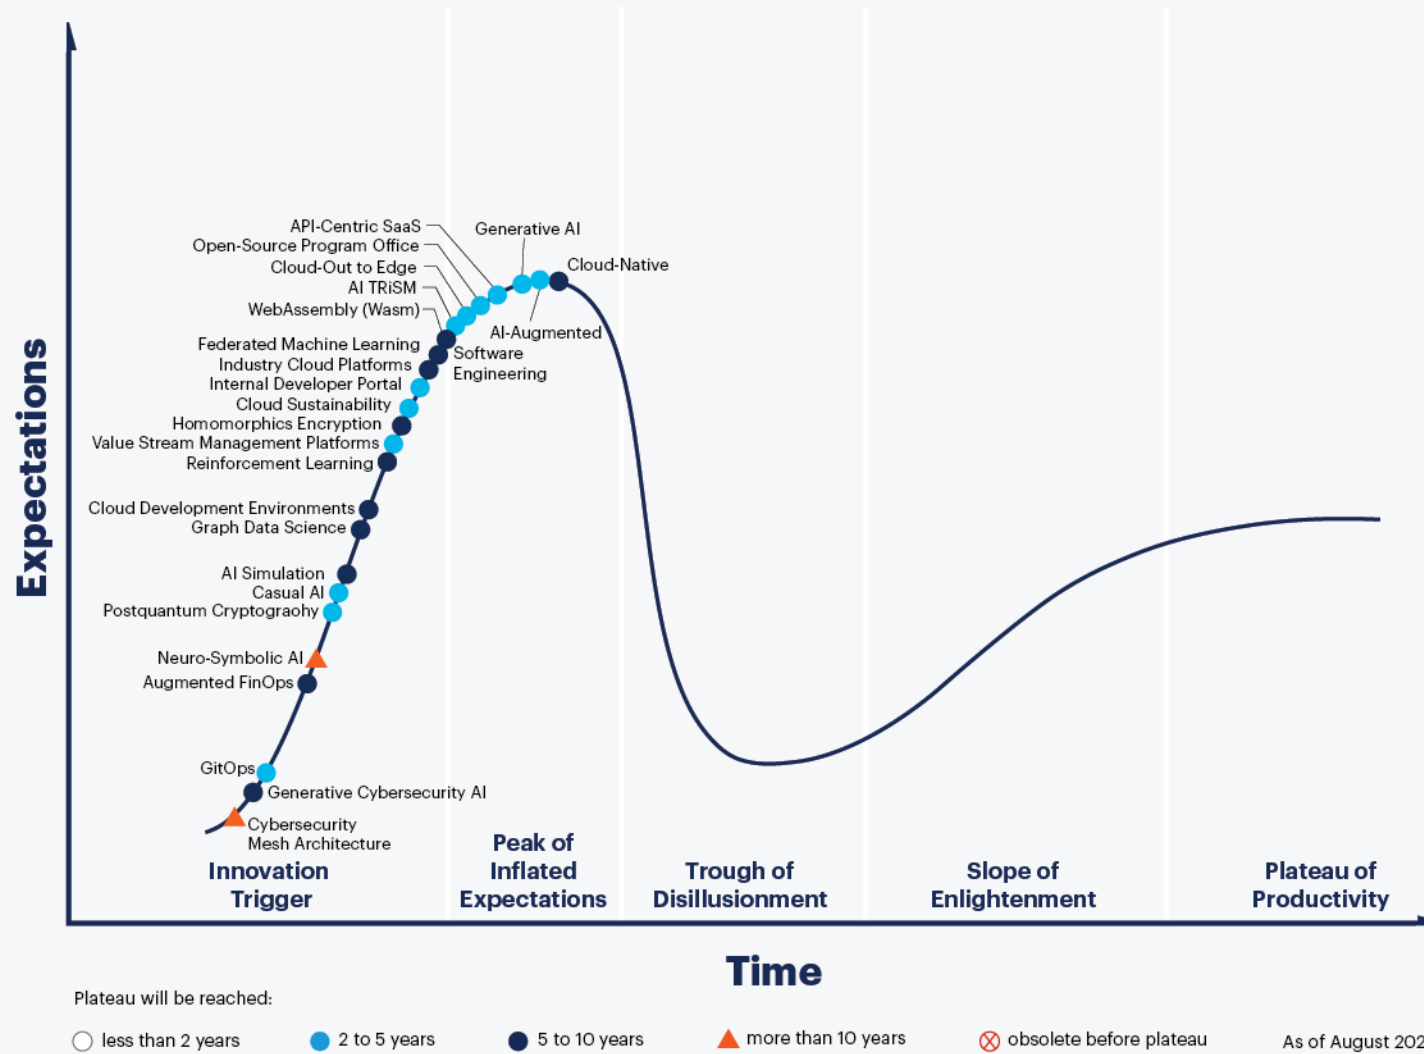 API-Centric SaaS
Generative AI
Open-Source Program Office
Cloud-Out to Edge
Cloud-Native
AI TRiSM
WebAssembly (Wasm)
AI-Augmented
Software
Engineering
Federated Machine Learning
Industry Cloud Platforms
Internal Developer Portal
Cloud Sustainability
Homomorphics Encryption
Value Stream Management Platforms
Reinforcement Learning
Cloud Development Environments
Graph Data Science
AI Simulation
Casual AI
Postquantum Cryptograohy
Neuro-Symbolic AI
Augmented FinOps
GitOps
Generative Cybersecurity AI
Cybersecurity
Mesh Architecture
Expectations
Innovation
Trigger
Peak of
Inflated
Expectations
Trough of
Disillusionment
Slope of
Enlightenment
Plateau of
Productivity
Time
Plateau will be reached:
less than 2 years
2 to 5 years
5 to 10 years
more than 10 years
obsolete before plateau
As of August